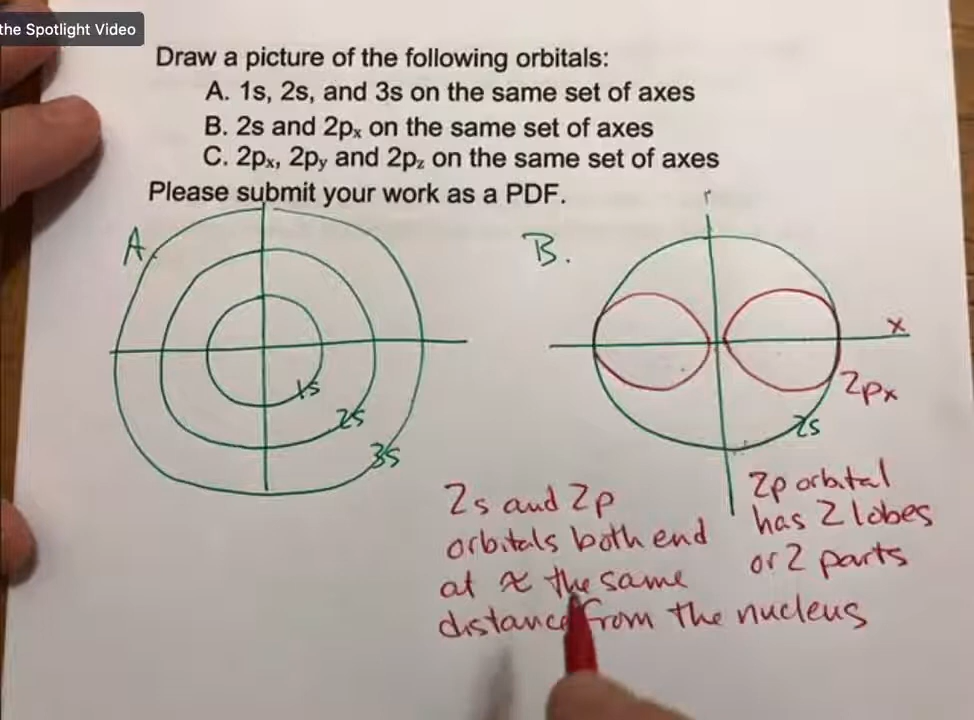 the Spotlight Video
Draw a picture of the following orbitals:
A. 1s, 2s, and 3s on the same set of axes
B. 2s and 2pₓ on the same set of axes
C. 2pₓ, 2py and 2pz on the same set of axes
Please submit your work as a PDF.
A.
1s
2s
3s
B.
x
2px
2s
2s and 2p
orbitals both end
at ≈ the same
distance from the nucleus
2p orbital
has 2 lobes
or 2 parts